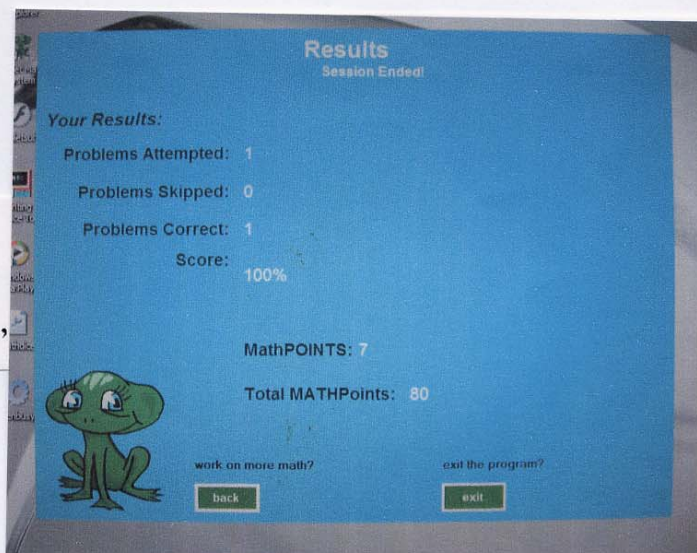 Results
Session Ended!
Your Results:
Problems Attempted: 1
Problems Skipped: 0
Problems Correct: 1
Score:
100%
,
MathPOINTS: 7
Total MATHPoints: 80
work on more math? exit the program?
back exit